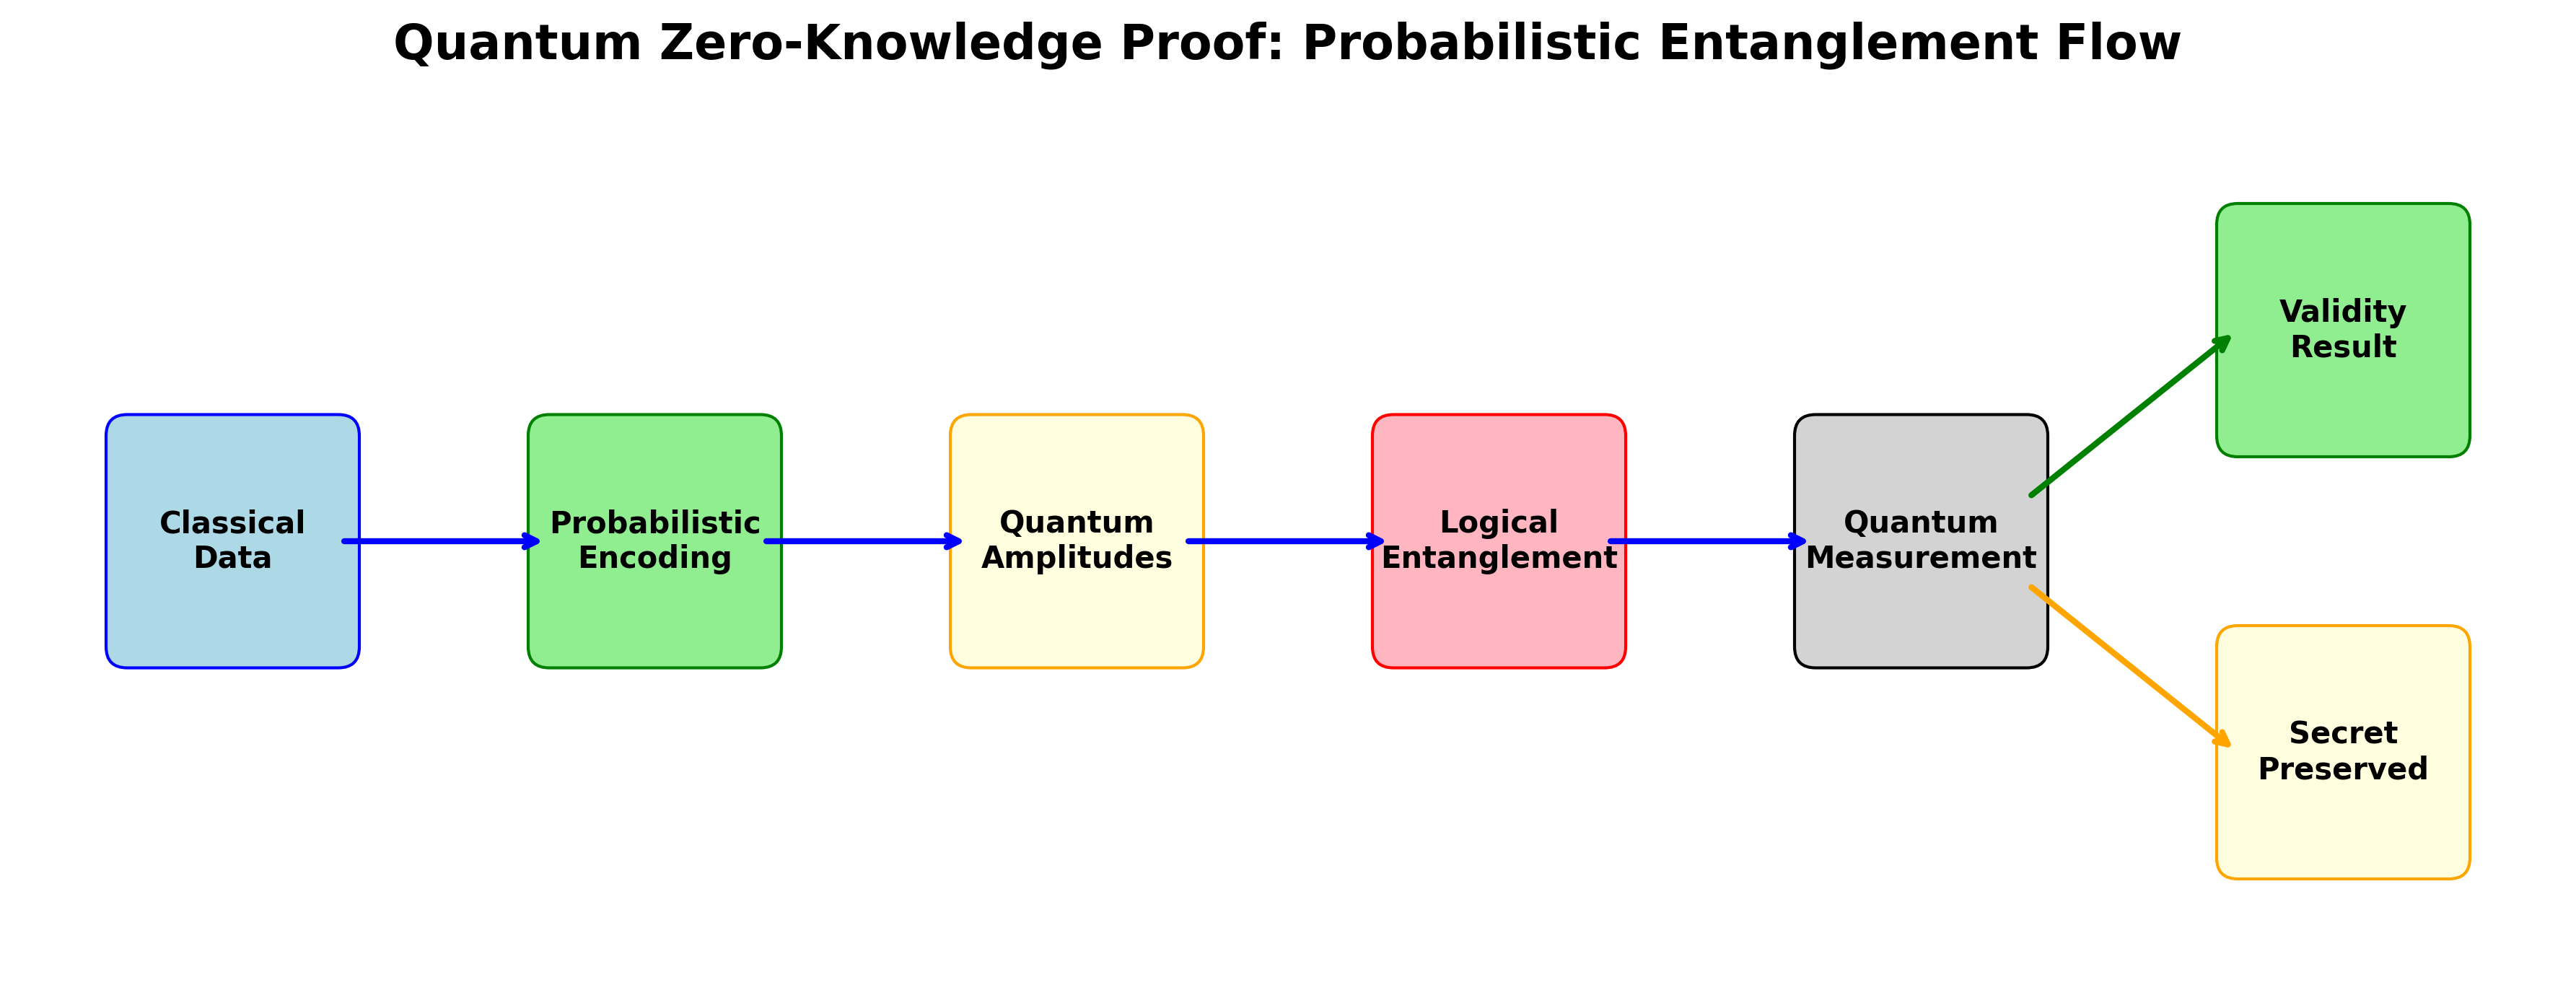 Quantum Zero-Knowledge Proof: Probabilistic Entanglement Flow
Classical
Data
Probabilistic
Encoding
Quantum
Amplitudes
Logical
Entanglement
Quantum
Measurement
Validity
Result
Secret
Preserved